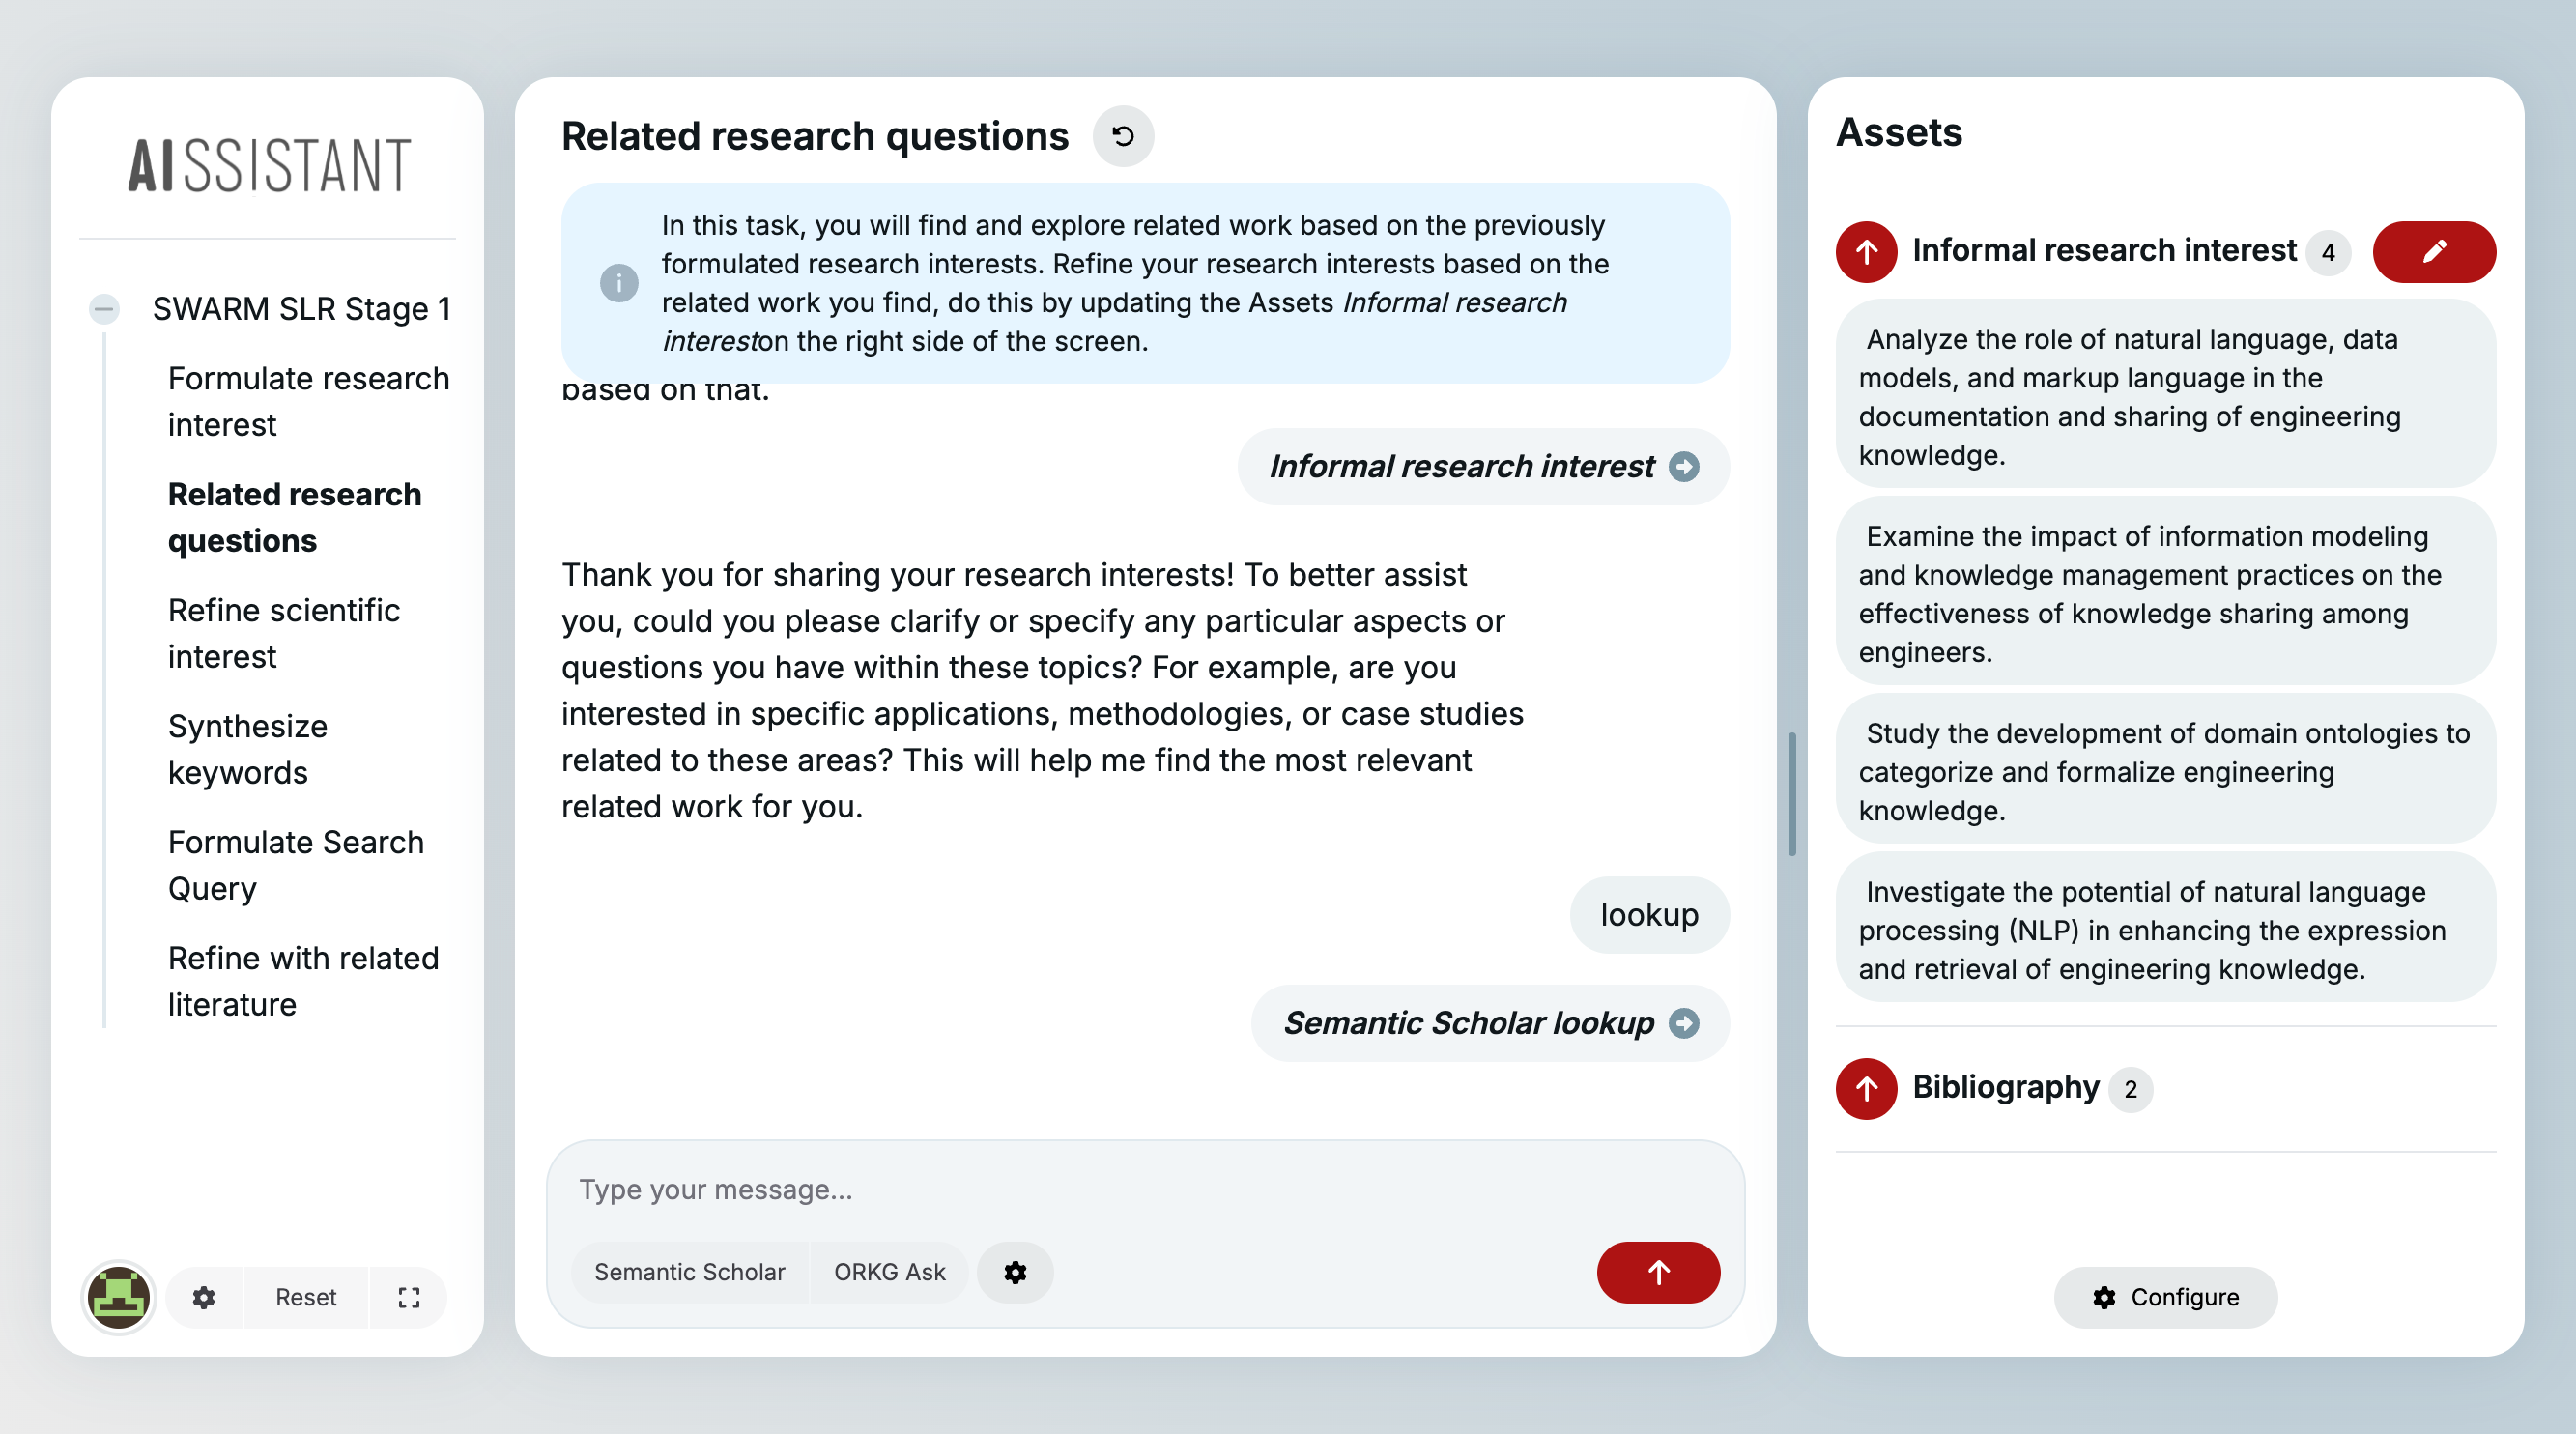 AISSISTANT
SWARM SLR Stage 1
Formulate research
interest
Related research
questions
Refine scientific
interest
Synthesize
keywords
Formulate Search
Query
Refine with related
literature
Reset
Related research questions
In this task, you will find and explore related work based on the previously
formulated research interests. Refine your research interests based on the
related work you find, do this by updating the Assets Informal research
intereston the right side of the screen.
based on that.
Informal research interest
Thank you for sharing your research interests! To better assist
you, could you please clarify or specify any particular aspects or
questions you have within these topics? For example, are you
interested in specific applications, methodologies, or case studies
related to these areas? This will help me find the most relevant
related work for you.
lookup
Semantic Scholar lookup
Type your message...
Semantic Scholar
ORKG Ask
Assets
Informal research interest 4
Analyze the role of natural language, data
models, and markup language in the
documentation and sharing of engineering
knowledge.
Examine the impact of information modeling
and knowledge management practices on the
effectiveness of knowledge sharing among
engineers.
Study the development of domain ontologies to
categorize and formalize engineering
knowledge.
Investigate the potential of natural language
processing (NLP) in enhancing the expression
and retrieval of engineering knowledge.
Bibliography 2
Configure